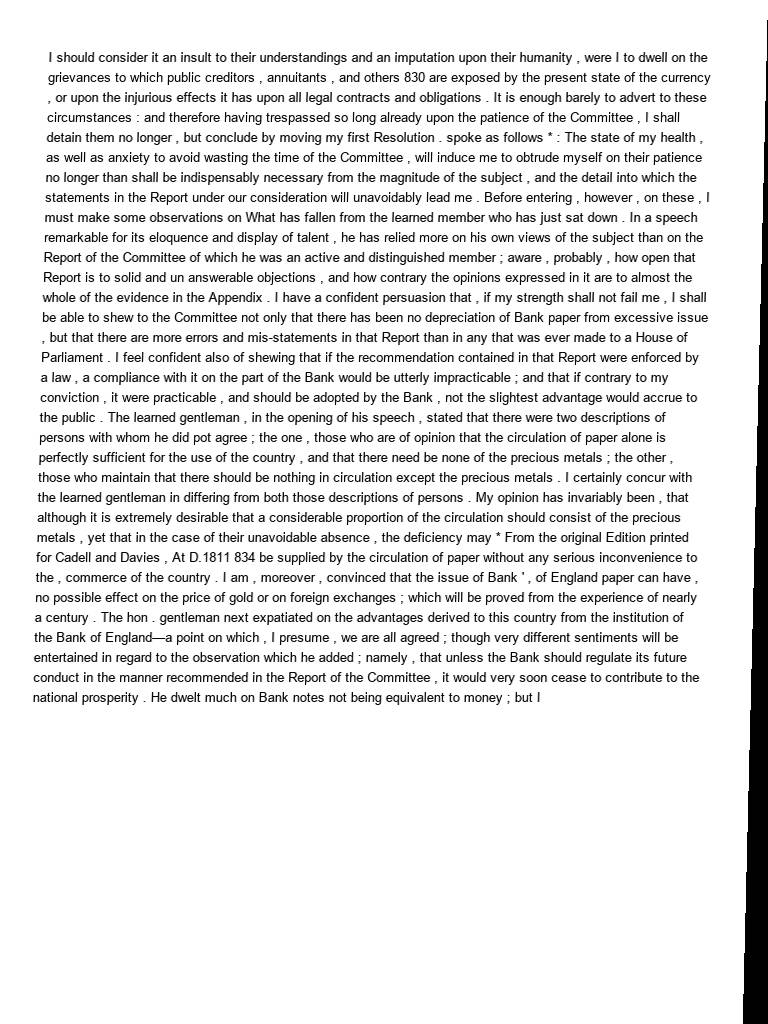 I should consider it an insult to their understandings and an imputation upon their humanity , were I to dwell on the
grievances to which public creditors , annuitants , and others 830 are exposed by the present state of the currency
, or upon the injurious effects it has upon all legal contracts and obligations . It is enough barely to advert to these
circumstances : and therefore having trespassed so long already upon the patience of the Committee , I shall
detain them no longer , but conclude by moving my first Resolution . spoke as follows * : The state of my health ,
as well as anxiety to avoid wasting the time of the Committee , will induce me to obtrude myself on their patience
no longer than shall be indispensably necessary from the magnitude of the subject , and the detail into which the
statements in the Report under our consideration will unavoidably lead me . Before entering , however , on these , I
must make some observations on What has fallen from the learned member who has just sat down . In a speech
remarkable for its eloquence and display of talent , he has relied more on his own views of the subject than on the
Report of the Committee of which he was an active and distinguished member ; aware , probably , how open that
Report is to solid and un answerable objections , and how contrary the opinions expressed in it are to almost the
whole of the evidence in the Appendix . I have a confident persuasion that , if my strength shall not fail me , I shall
be able to shew to the Committee not only that there has been no depreciation of Bank paper from excessive issue
, but that there are more errors and mis-statements in that Report than in any that was ever made to a House of
Parliament . I feel confident also of shewing that if the recommendation contained in that Report were enforced by
a law , a compliance with it on the part of the Bank would be utterly impracticable ; and that if contrary to my
conviction , it were practicable , and should be adopted by the Bank , not the slightest advantage would accrue to
the public . The learned gentleman , in the opening of his speech , stated that there were two descriptions of
persons with whom he did pot agree ; the one , those who are of opinion that the circulation of paper alone is
perfectly sufficient for the use of the country , and that there need be none of the precious metals ; the other ,
those who maintain that there should be nothing in circulation except the precious metals . I certainly concur with
the learned gentleman in differing from both those descriptions of persons . My opinion has invariably been , that
although it is extremely desirable that a considerable proportion of the circulation should consist of the precious
metals , yet that in the case of their unavoidable absence , the deficiency may * From the original Edition printed
for Cadell and Davies , At D.1811 834 be supplied by the circulation of paper without any serious inconvenience to
the , commerce of the country . I am , moreover , convinced that the issue of Bank ' , of England paper can have ,
no possible effect on the price of gold or on foreign exchanges ; which will be proved from the experience of nearly
a century . The hon . gentleman next expatiated on the advantages derived to this country from the institution of
the Bank of England—a point on which , I presume , we are all agreed ; though very different sentiments will be
entertained in regard to the observation which he added ; namely , that unless the Bank should regulate its future
conduct in the manner recommended in the Report of the Committee , it would very soon cease to contribute to the
national prosperity . He dwelt much on Bank notes not being equivalent to money ; but I